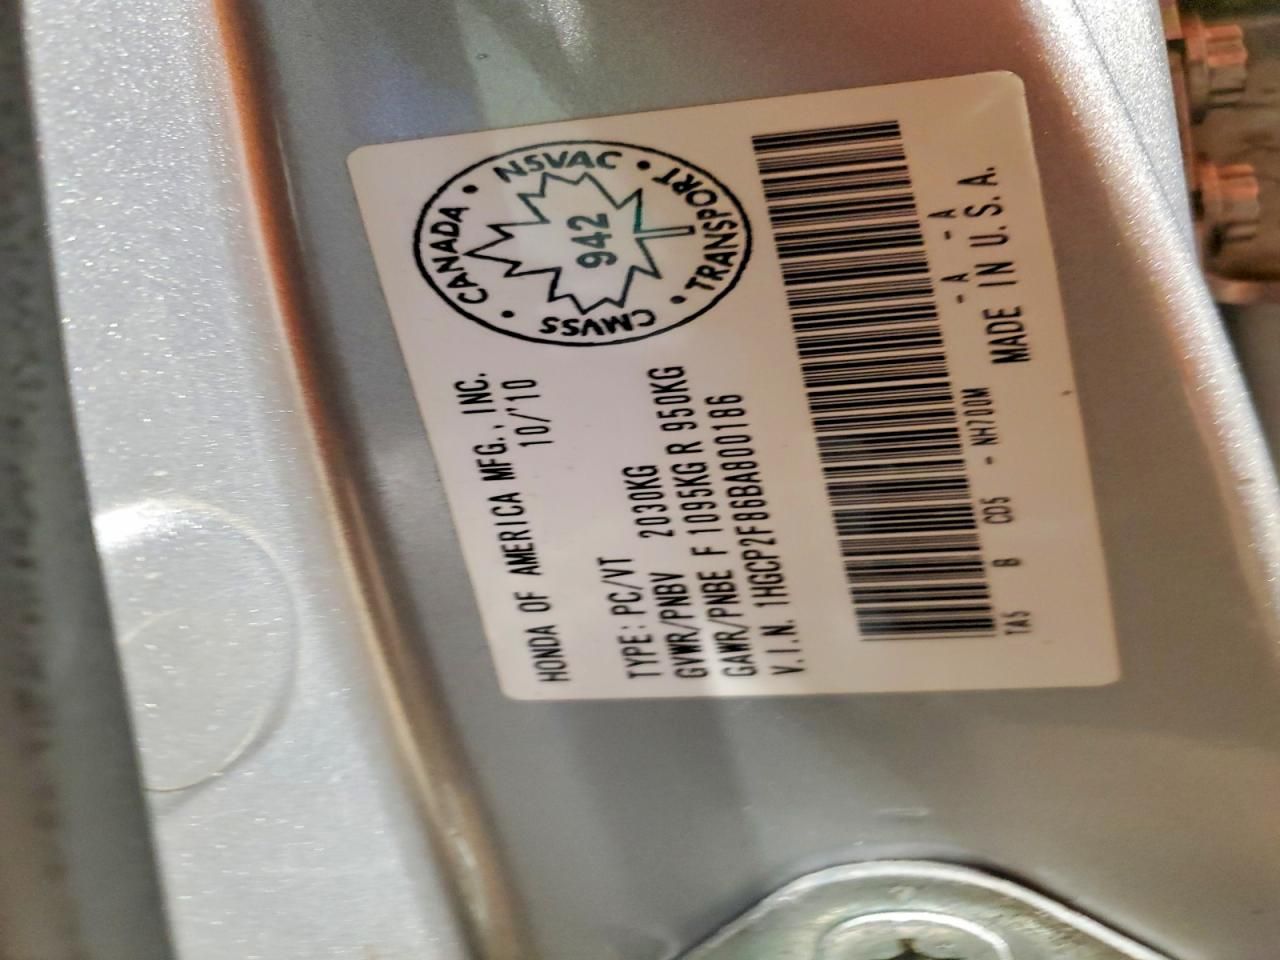 HONDA OF AMERICA MFG., INC.
10/'10
CANADA • NSVAC • TRANSPORT • CMVSS •
942
TYPE: PC/VT
GVWR/PNBV 2030KG
GAWR/PNBE F 1095KG R 950KG
V.I.N. 1HGCP2F86BA800186
TA5 B CD5 - NH700M - A - A
MADE IN U.S.A.